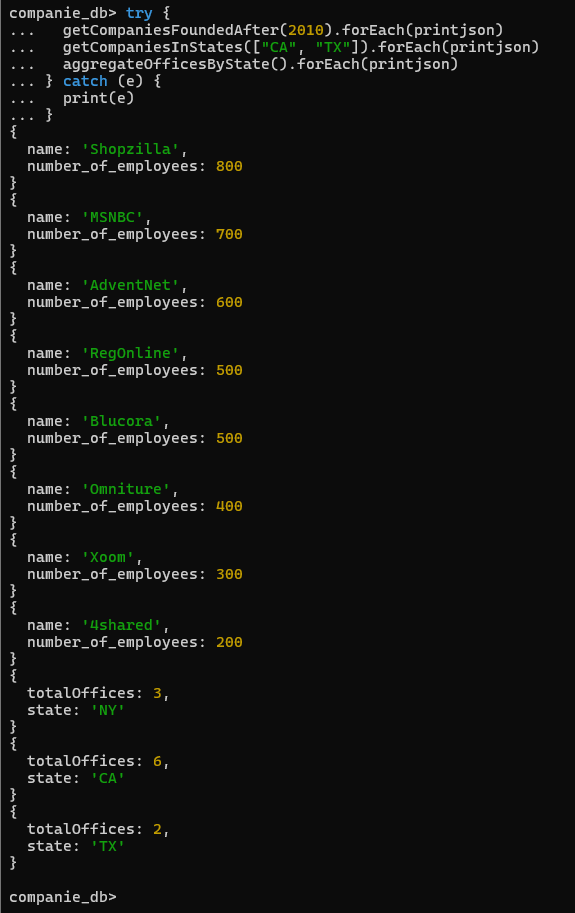 companie_db> try {
...   getCompaniesFoundedAfter(2010).forEach(printjson)
...   getCompaniesInStates(["CA", "TX"]).forEach(printjson)
...   aggregateOfficesByState().forEach(printjson)
... } catch (e) {
...   print(e)
... }
{
  name: 'Shopzilla',
  number_of_employees: 800
}
{
  name: 'MSNBC',
  number_of_employees: 700
}
{
  name: 'AdventNet',
  number_of_employees: 600
}
{
  name: 'RegOnline',
  number_of_employees: 500
}
{
  name: 'Blucora',
  number_of_employees: 500
}
{
  name: 'Omniture',
  number_of_employees: 400
}
{
  name: 'Xoom',
  number_of_employees: 300
}
{
  name: '4shared',
  number_of_employees: 200
}
{
  totalOffices: 3,
  state: 'NY'
}
{
  totalOffices: 6,
  state: 'CA'
}
{
  totalOffices: 2,
  state: 'TX'
}
companie_db>